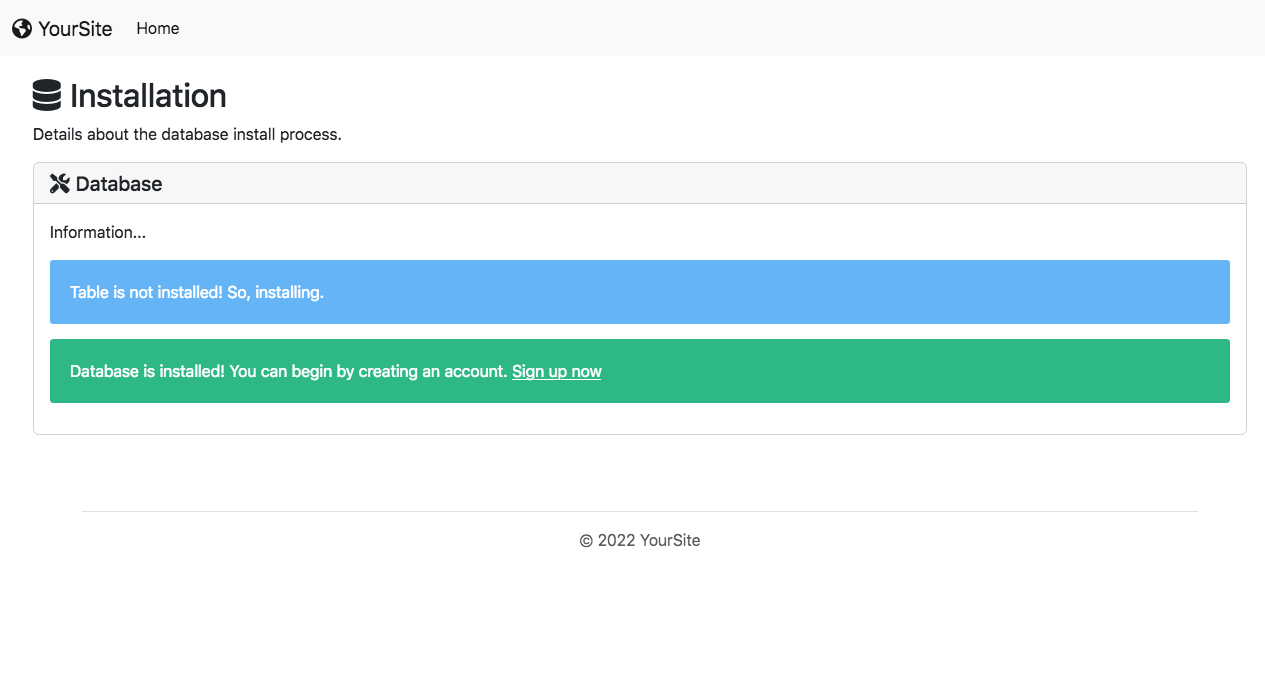 YourSite Home
Installation
Details about the database install process.
Database
Information...
Table is not installed! So, installing.
Database is installed! You can begin by creating an account. Sign up now
© 2022 YourSite